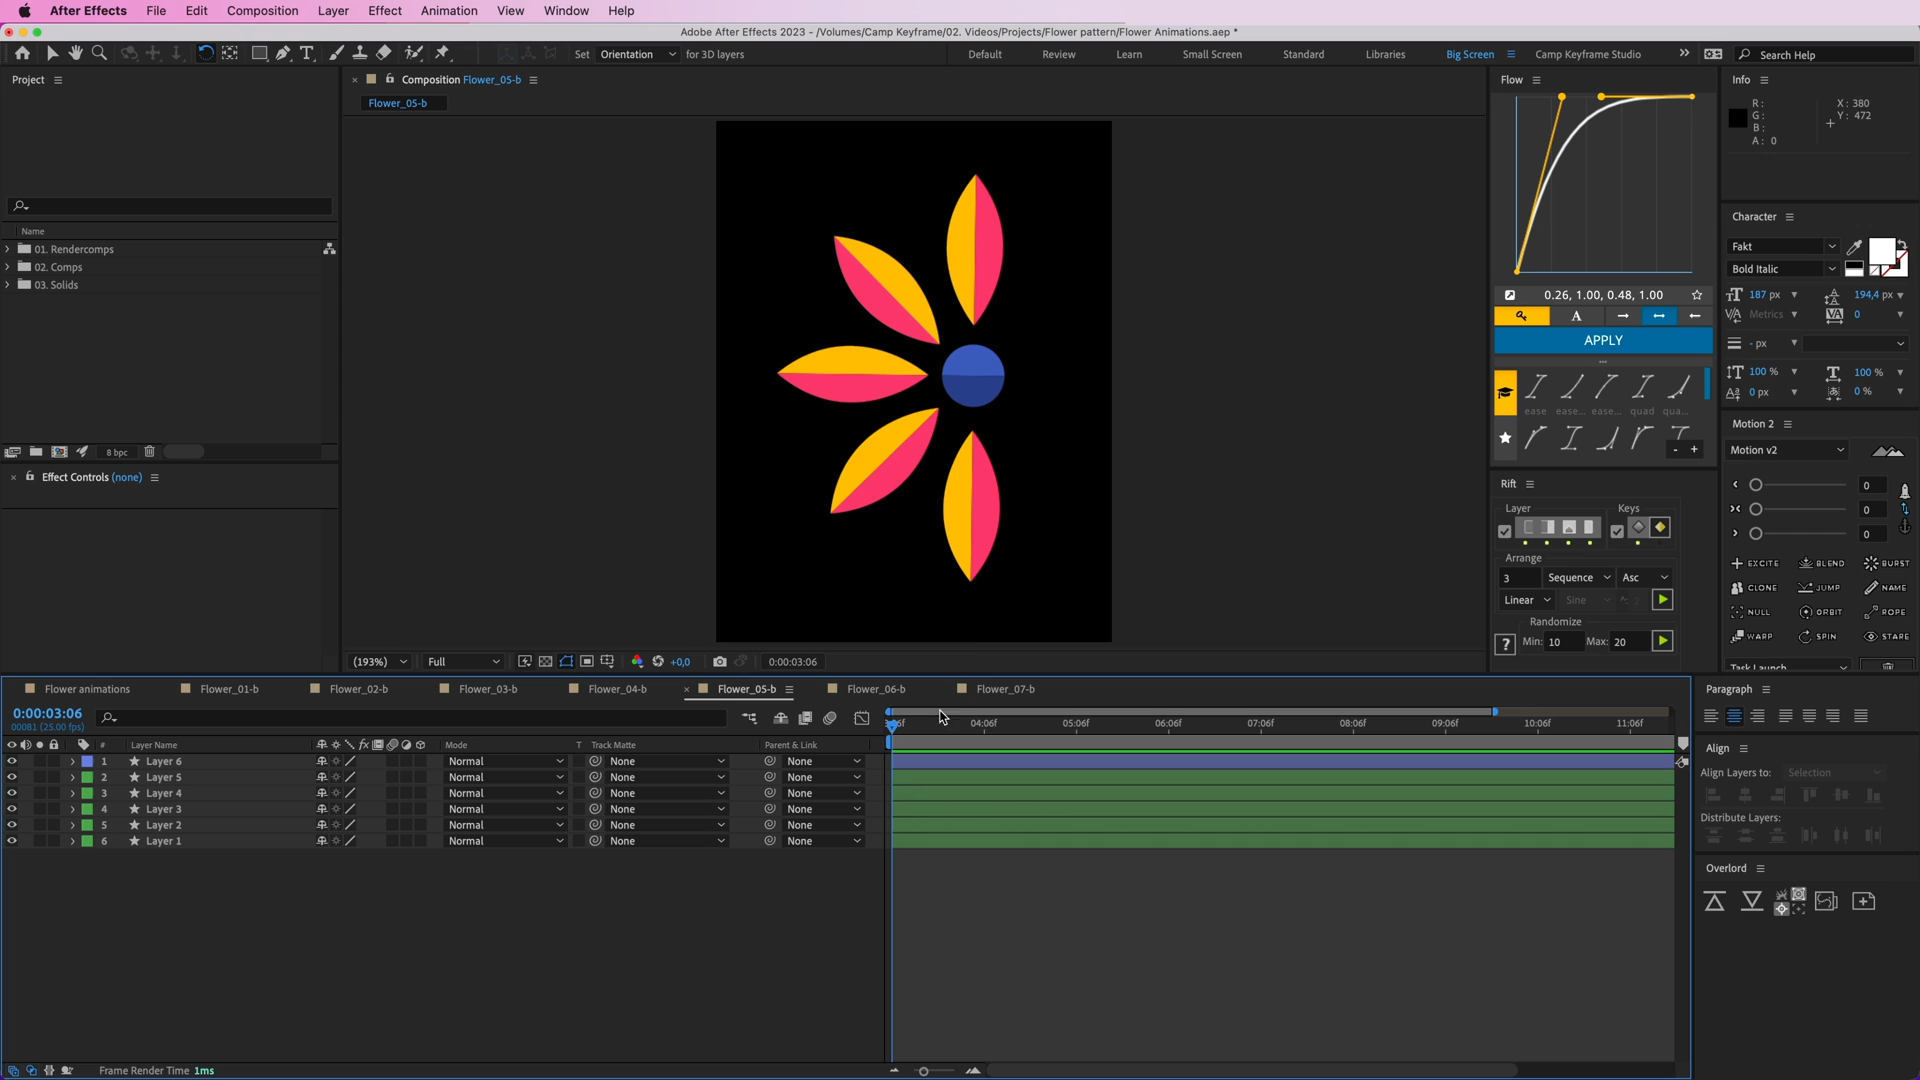 After Effects File Edit Composition Layer Effect Animation View Window Help
Adobe After Effects 2023 - /Volumes/Camp Keyframe/02. Videos/Projects/Flower pattern/Flower Animations.aep *
Set Orientation for 3D layers Default Review Learn Small Screen Standard Libraries Big Screen Camp Keyframe Studio Search Help
Project
Composition Flower_05-b
Flower_05-b
Name
01. Rendercomps
02. Comps
03. Solids
8 bpc
Effect Controls (none)
(193%) Full +0,0 0:00:03:06
Flow
0.26, 1.00, 0.48, 1.00
A
APPLY
ease ease... ease... quad qua...
- +
Rift
Layer Keys
Arrange
3 Sequence Asc
Linear Sine
Randomize
? Min: 10 Max: 20
Info
R: X: 380
G: Y: 472
B:
A: 0
Character
Fakt
Bold Italic
187 px 194,4 px
Metrics 0
- px
100 % 100 %
0 px 0 %
Motion 2
Motion v2
0
0
0
EXCITE BLEND BURST
CLONE JUMP NAME
NULL ORBIT ROPE
WARP SPIN STARE
Task Launch
Flower animations Flower_01-b Flower_02-b Flower_03-b Flower_04-b Flower_05-b Flower_06-b Flower_07-b
0:00:03:06
00081 (25.00 fps)
04:06f 05:06f 06:06f 07:06f 08:06f 09:06f 10:06f 11:06f
# Layer Name Mode T Track Matte Parent & Link
1 Layer 6 Normal None None
2 Layer 5 Normal None None
3 Layer 4 Normal None None
4 Layer 3 Normal None None
5 Layer 2 Normal None None
6 Layer 1 Normal None None
Frame Render Time 1ms
Paragraph
Align
Align Layers to: Selection
Distribute Layers:
Overlord